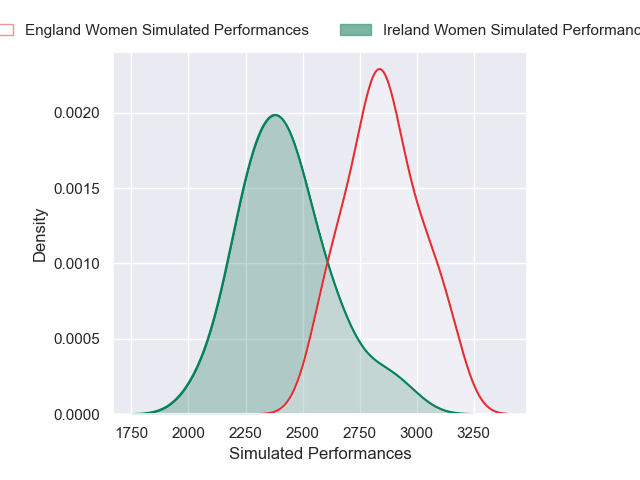 England Women Simulated Performances Ireland Women Simulated
0.0020
0.0015
0.0010
0.0005
0.0000
Density
1750 2000 2250 2500 2750 3000 3250
Simulated Performances